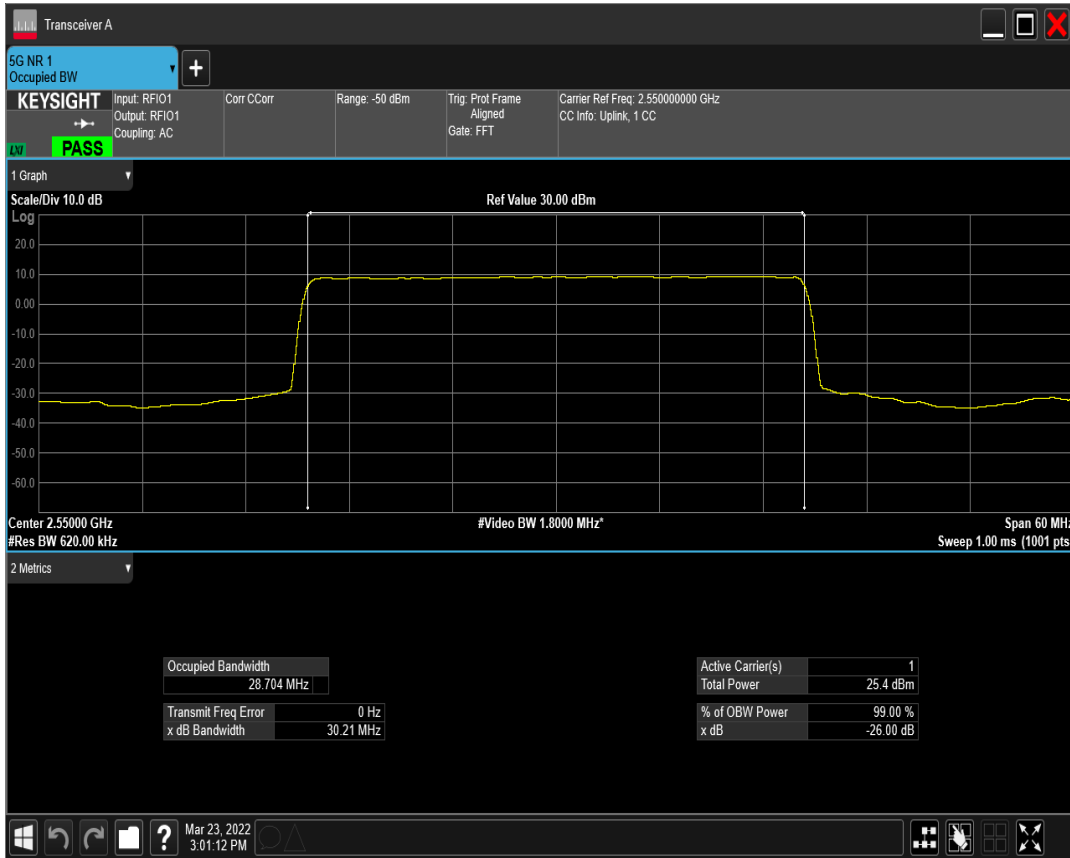 Transceiver A
5G NR 1
Occupied BW
+
KEYSIGHT
LXI
PASS
Input: RFIO1
Output: RFIO1
Coupling: AC
Corr CCorr
Range: -50 dBm
Trig: Prot Frame
Aligned
Gate: FFT
Carrier Ref Freq: 2.550000000 GHz
CC Info: Uplink, 1 CC
1 Graph
Scale/Div 10.0 dB
Ref Value 30.00 dBm
Log
20.0
10.0
0.00
-10.0
-20.0
-30.0
-40.0
-50.0
-60.0
Center 2.55000 GHz
#Video BW 1.8000 MHz*
Span 60 MHz
#Res BW 620.00 kHz
Sweep 1.00 ms (1001 pts
2 Metrics
Occupied Bandwidth
28.704 MHz
Transmit Freq Error 0 Hz
x dB Bandwidth 30.21 MHz
Active Carrier(s) 1
Total Power 25.4 dBm
% of OBW Power 99.00 %
x dB -26.00 dB
?
Mar 23, 2022
3:01:12 PM